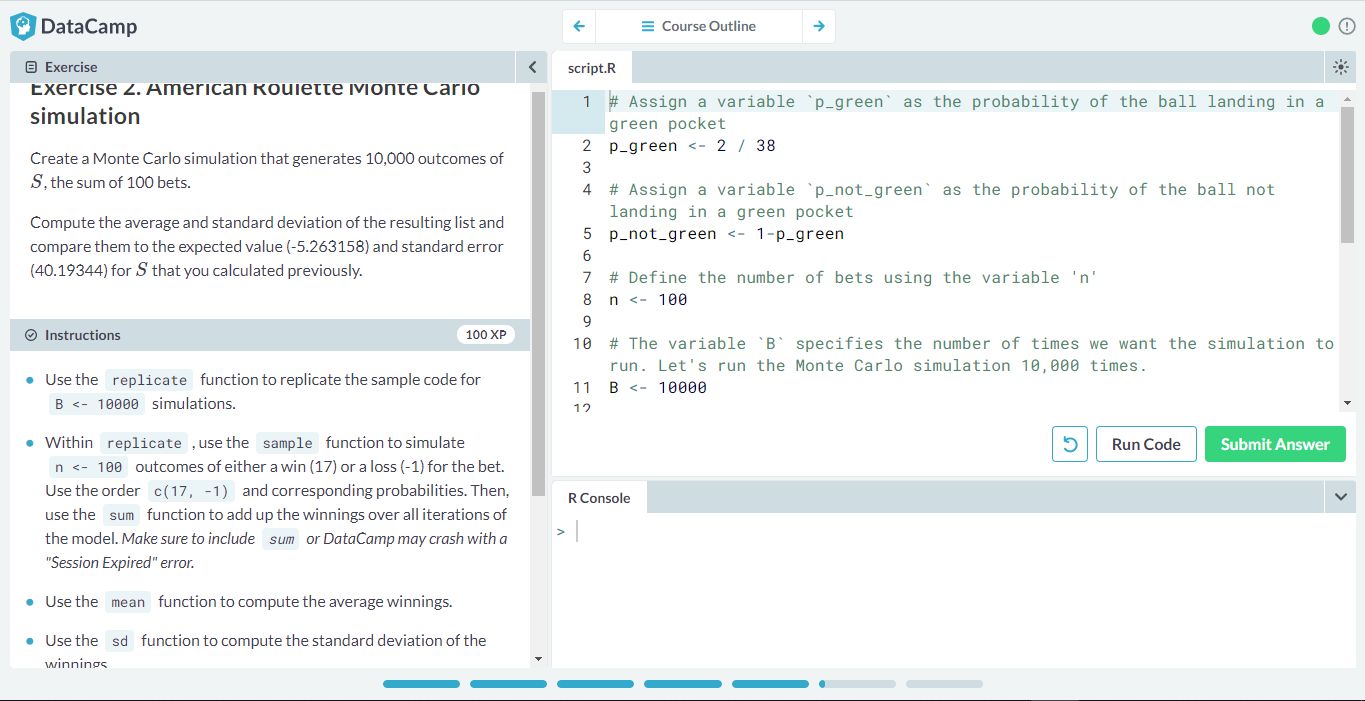 DataCamp
Course Outline
Exercise
Exercise 2. American Roulette Monte Carlo
simulation
Create a Monte Carlo simulation that generates 10,000 outcomes of
S, the sum of 100 bets.
Compute the average and standard deviation of the resulting list and
compare them to the expected value (-5.263158) and standard error
(40.19344) for S that you calculated previously.
Instructions
100 XP
Use the replicate function to replicate the sample code for
B <- 10000 simulations.
Within replicate , use the sample function to simulate
n <- 100 outcomes of either a win (17) or a loss (-1) for the bet.
Use the order c(17, -1) and corresponding probabilities. Then,
use the sum function to add up the winnings over all iterations of
the model. Make sure to include sum or DataCamp may crash with a
"Session Expired" error.
Use the mean function to compute the average winnings.
Use the sd function to compute the standard deviation of the
winnings.
script.R
1 # Assign a variable `p_green` as the probability of the ball landing in a
green pocket
2 p_green <- 2 / 38
3
4 # Assign a variable `p_not_green` as the probability of the ball not
landing in a green pocket
5 p_not_green <- 1-p_green
6
7 # Define the number of bets using the variable 'n'
8 n <- 100
9
10 # The variable `B` specifies the number of times we want the simulation to
run. Let's run the Monte Carlo simulation 10,000 times.
11 B <- 10000
12
Run Code
Submit Answer
R Console
>